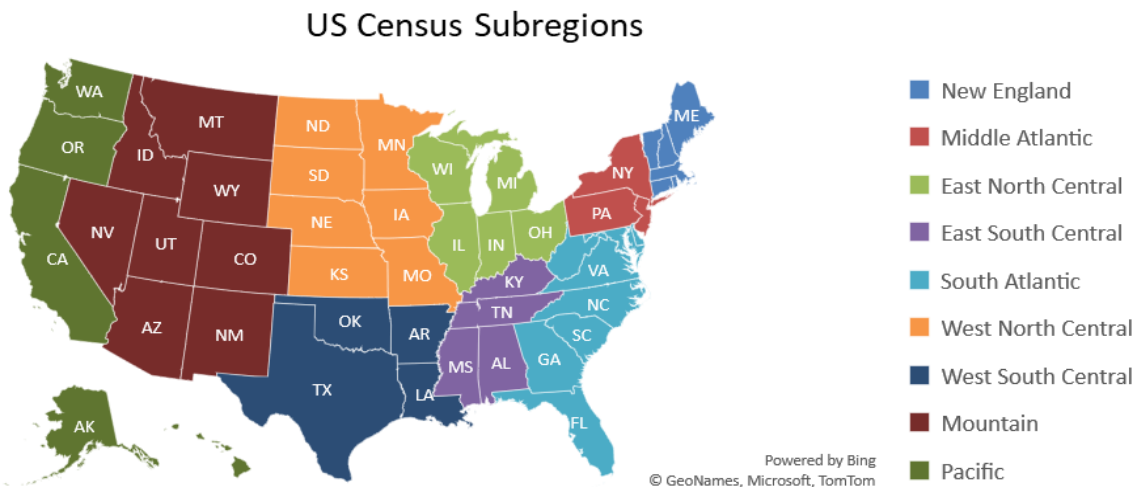 US Census Subregions
WA
OR
CA
AK
ID
NV
MT
WY
UT
CO
AZ
NM
ND
SD
NE
KS
MN
IA
MO
OK
TX
AR
LA
WI
MI
IL
IN
OH
KY
TN
MS
AL
NY
PA
ME
VA
NC
SC
GA
FL
New England
Middle Atlantic
East North Central
East South Central
South Atlantic
West North Central
West South Central
Mountain
Pacific
Powered by Bing
© GeoNames, Microsoft, TomTom